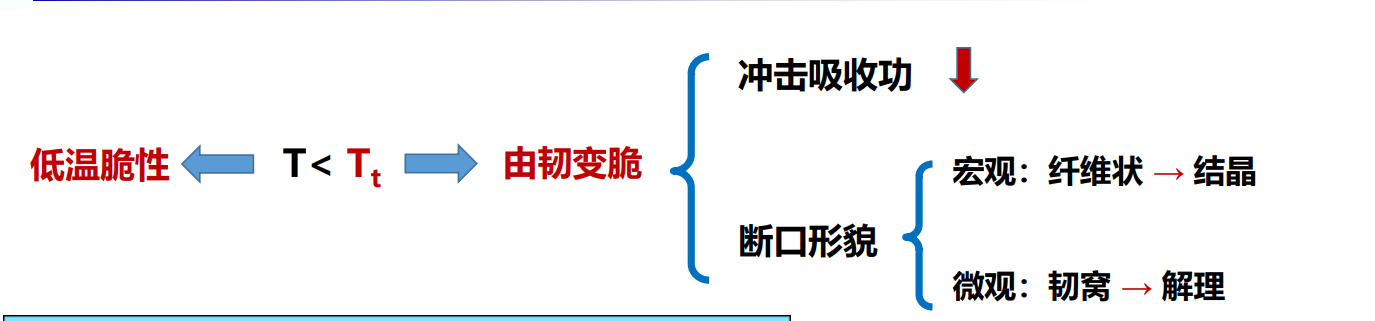 冲击吸收功
低温脆性 T< Tt 由韧变脆
宏观：纤维状 → 结晶
断口形貌
微观：韧窝 → 解理